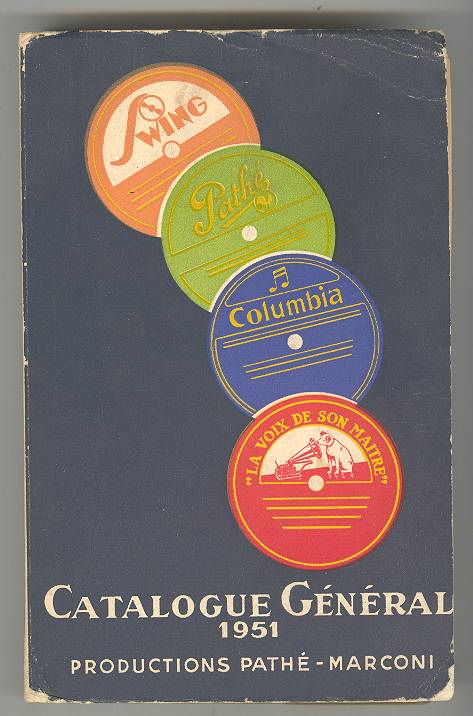 SWING
Pathé
Columbia
"LA VOIX DE SON MAITRE"
CATALOGUE GÉNÉRAL
1951
PRODUCTIONS PATHÉ-MARCONI